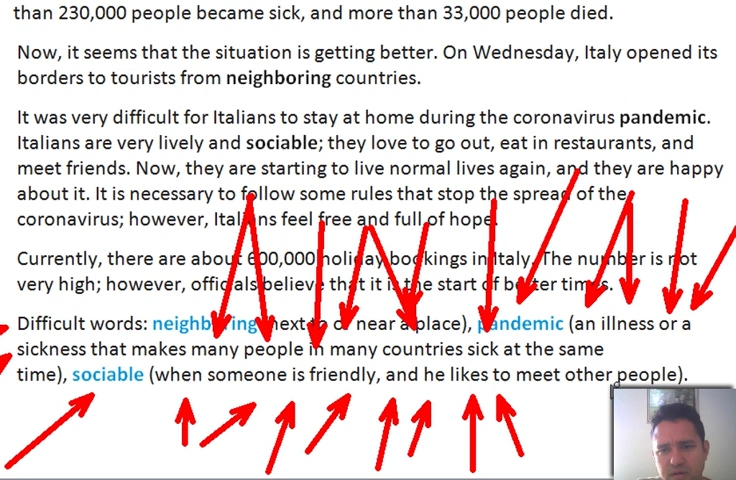 than 230,000 people became sick, and more than 33,000 people died.
Now, it seems that the situation is getting better. On Wednesday, Italy opened its
borders to tourists from neighboring countries.
It was very difficult for Italians to stay at home during the coronavirus pandemic.
Italians are very lively and sociable; they love to go out, eat in restaurants, and
meet friends. Now, they are starting to live normal lives again, and they are happy
about it. It is necessary to follow some rules that stop the spread of the
coronavirus; however, Italians feel free and full of hope.
Currently, there are about 600,000 holiday bookings in Italy. The number is not
very high; however, officials believe that it is the start of better times.
Difficult words: neighboring (next to or near a place), pandemic (an illness or a
sickness that makes many people in many countries sick at the same
time), sociable (when someone is friendly, and he likes to meet other people).